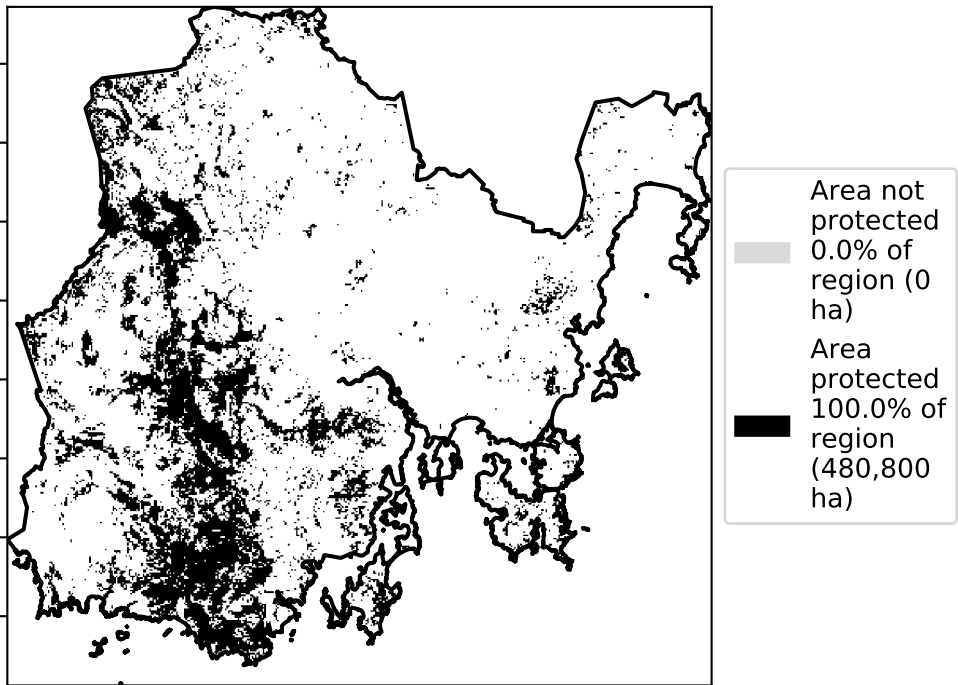 Area not
protected
0.0% of
region (0
ha)
Area
protected
100.0% of
region
(480,800
ha)